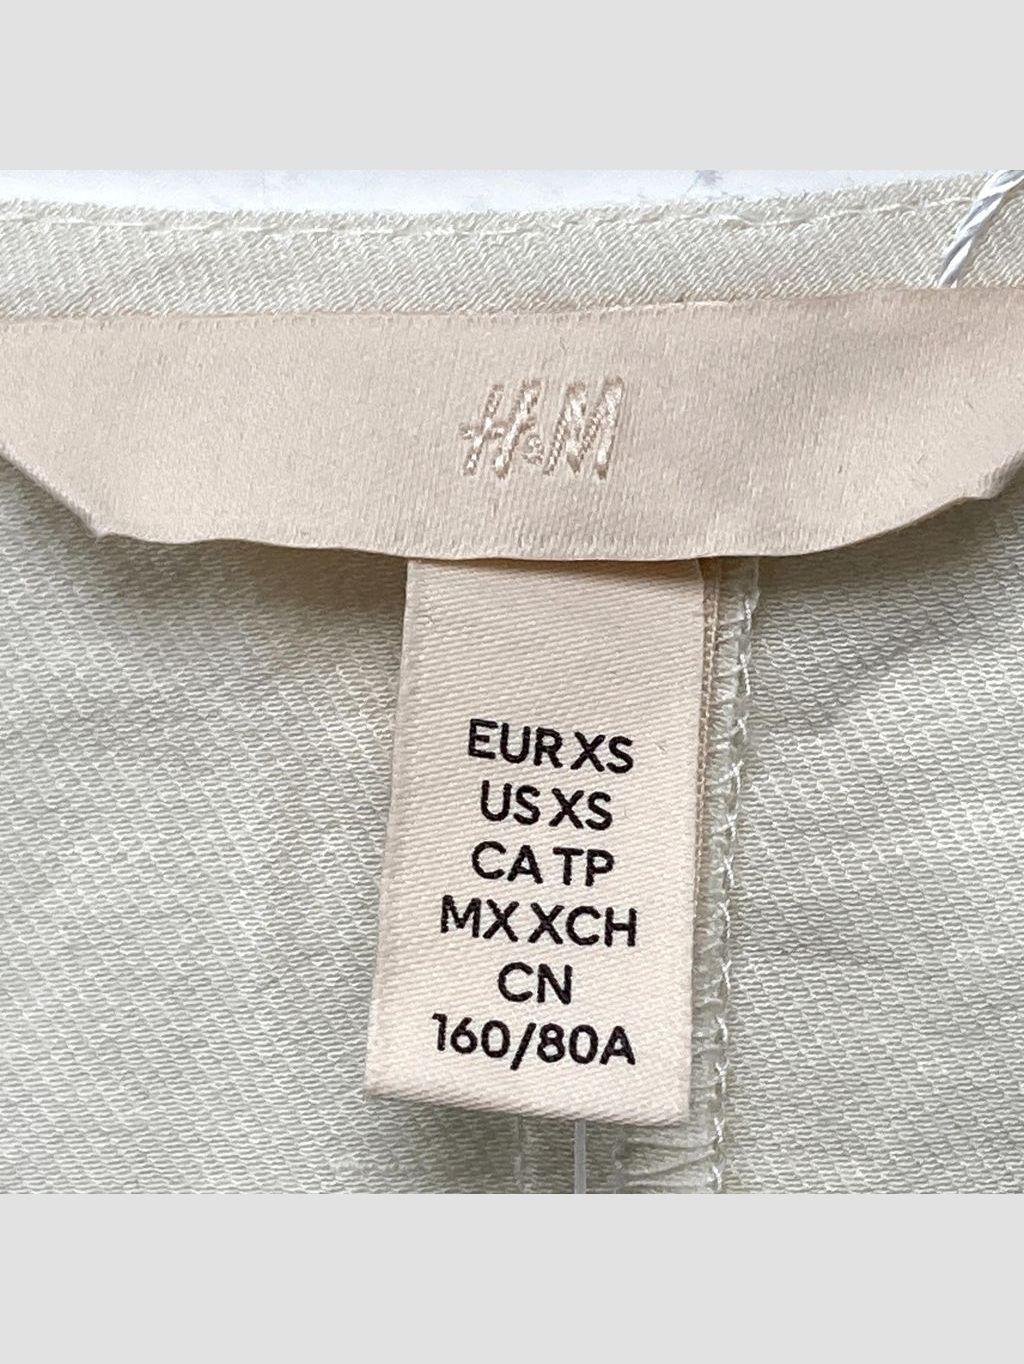 H&M
EUR XS
US XS
CA TP
MX XCH
CN
160/80A